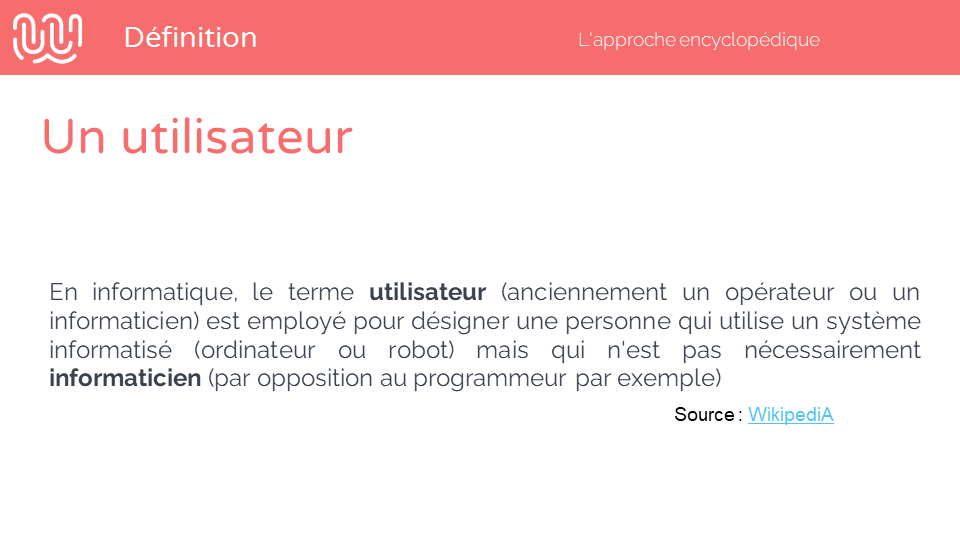 Définition
L'approche encyclopédique
Un utilisateur
En informatique, le terme utilisateur (anciennement un opérateur ou un
informaticien) est employé pour désigner une personne qui utilise un système
informatisé (ordinateur ou robot) mais qui n'est pas nécessairement
informaticien (par opposition au programmeur par exemple)
Source : WikipediA